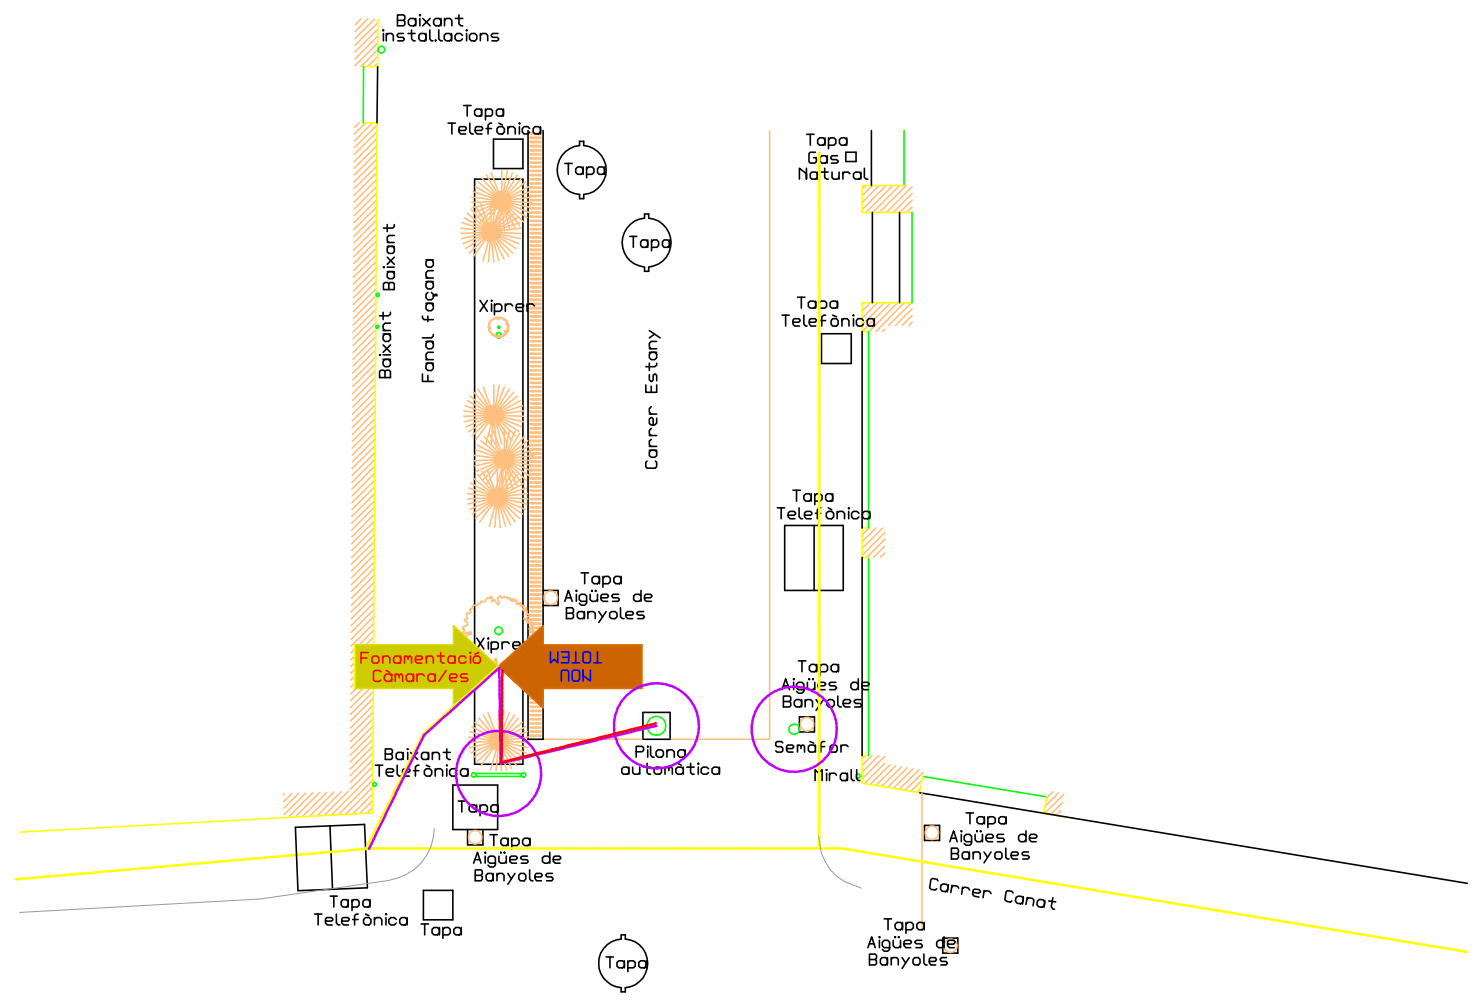 Baixant
instal.lacions
Tapa
Telefònica
Tapa
Tapa
Gas
Natural
Tapa
Baixant
Fanal façana
Xiprer
Tapa
Telefònica
Baixant
Carrer Estany
Tapa
Telefònica
Tapa
Aigües de
Banyoles
Xiprer
Fonamentació
Càmara/es
NOU
TOTEM
Tapa
Aigües de
Banyoles
Semàfor
Pilona
automàtica
Baixant
Telefònica
Mirall
Tapa
Tapa
Aigües de
Banyoles
Tapa
Aigües de
Banyoles
Carrer Canat
Tapa
Telefònica
Tapa
Tapa
Aigües de
Banyoles
Tapa